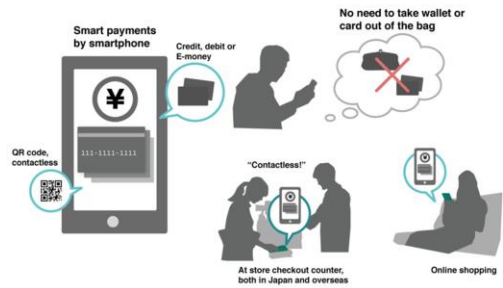 Smart payments
by smartphone
Credit, debit or
E-money
¥
111-1111-1111
QR code,
contactless
No need to take wallet or
card out of the bag
"Contactless!"
¥
At store checkout counter,
both in Japan and overseas
¥
Online shopping